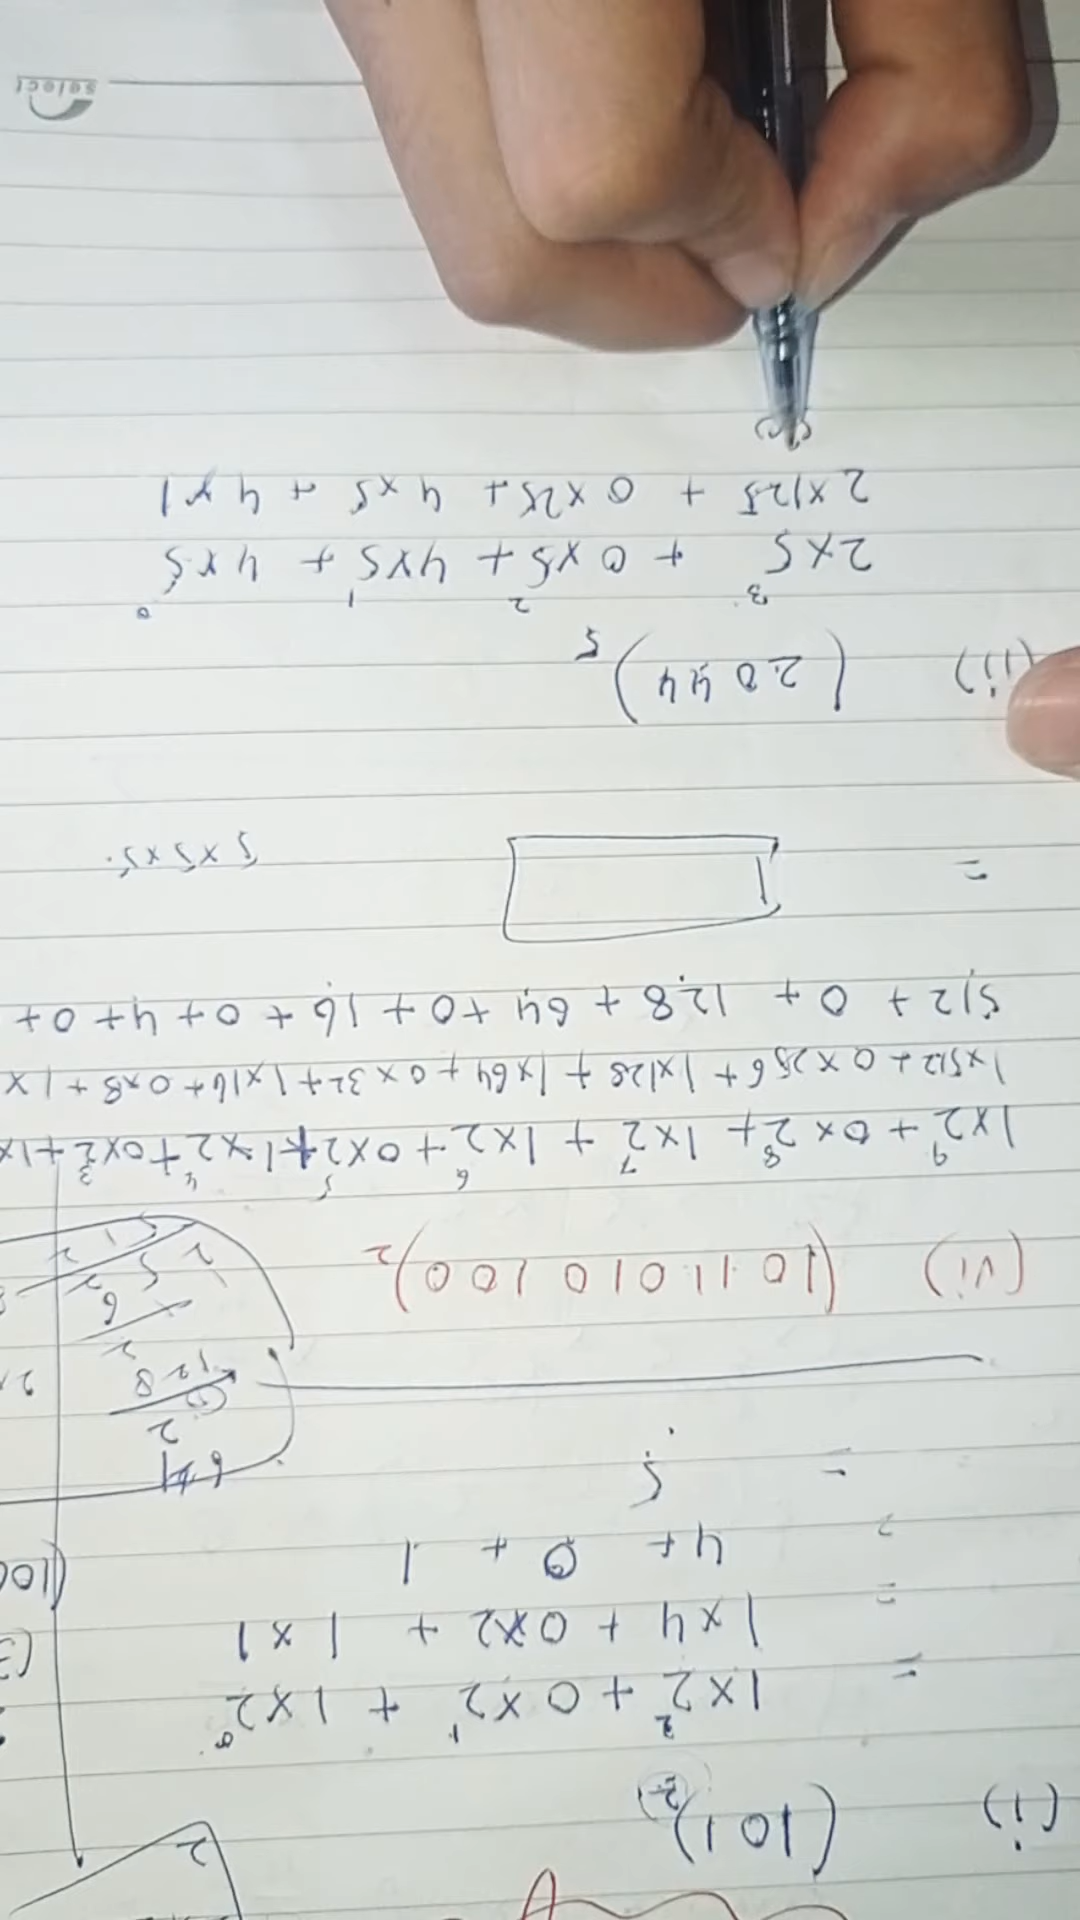 (i) (101)₂
= 1×2² + 0×2¹ + 1×2⁰
= 1×4 + 0×2 + 1×1
4 + 0 + 1
= 5
(vi) (1011010100)₂
1×2⁹ + 0×2⁸ + 1×2⁷ + 1×2⁶ + 0×2⁵ + 1×2⁴ + 0×2³ + 1×
1×512 + 0×256 + 1×128 + 1×64 + 0×32 + 1×16 + 0×8 + 1×
512 + 0 + 128 + 64 + 0 + 16 + 0 + 4 + 0 +
= 1
5×5×5
(ii) (2044)₅
2×5³ + 0×5² + 4×5¹ + 4×5⁰
2×125 + 0×25 + 4×5 + 4×1
select